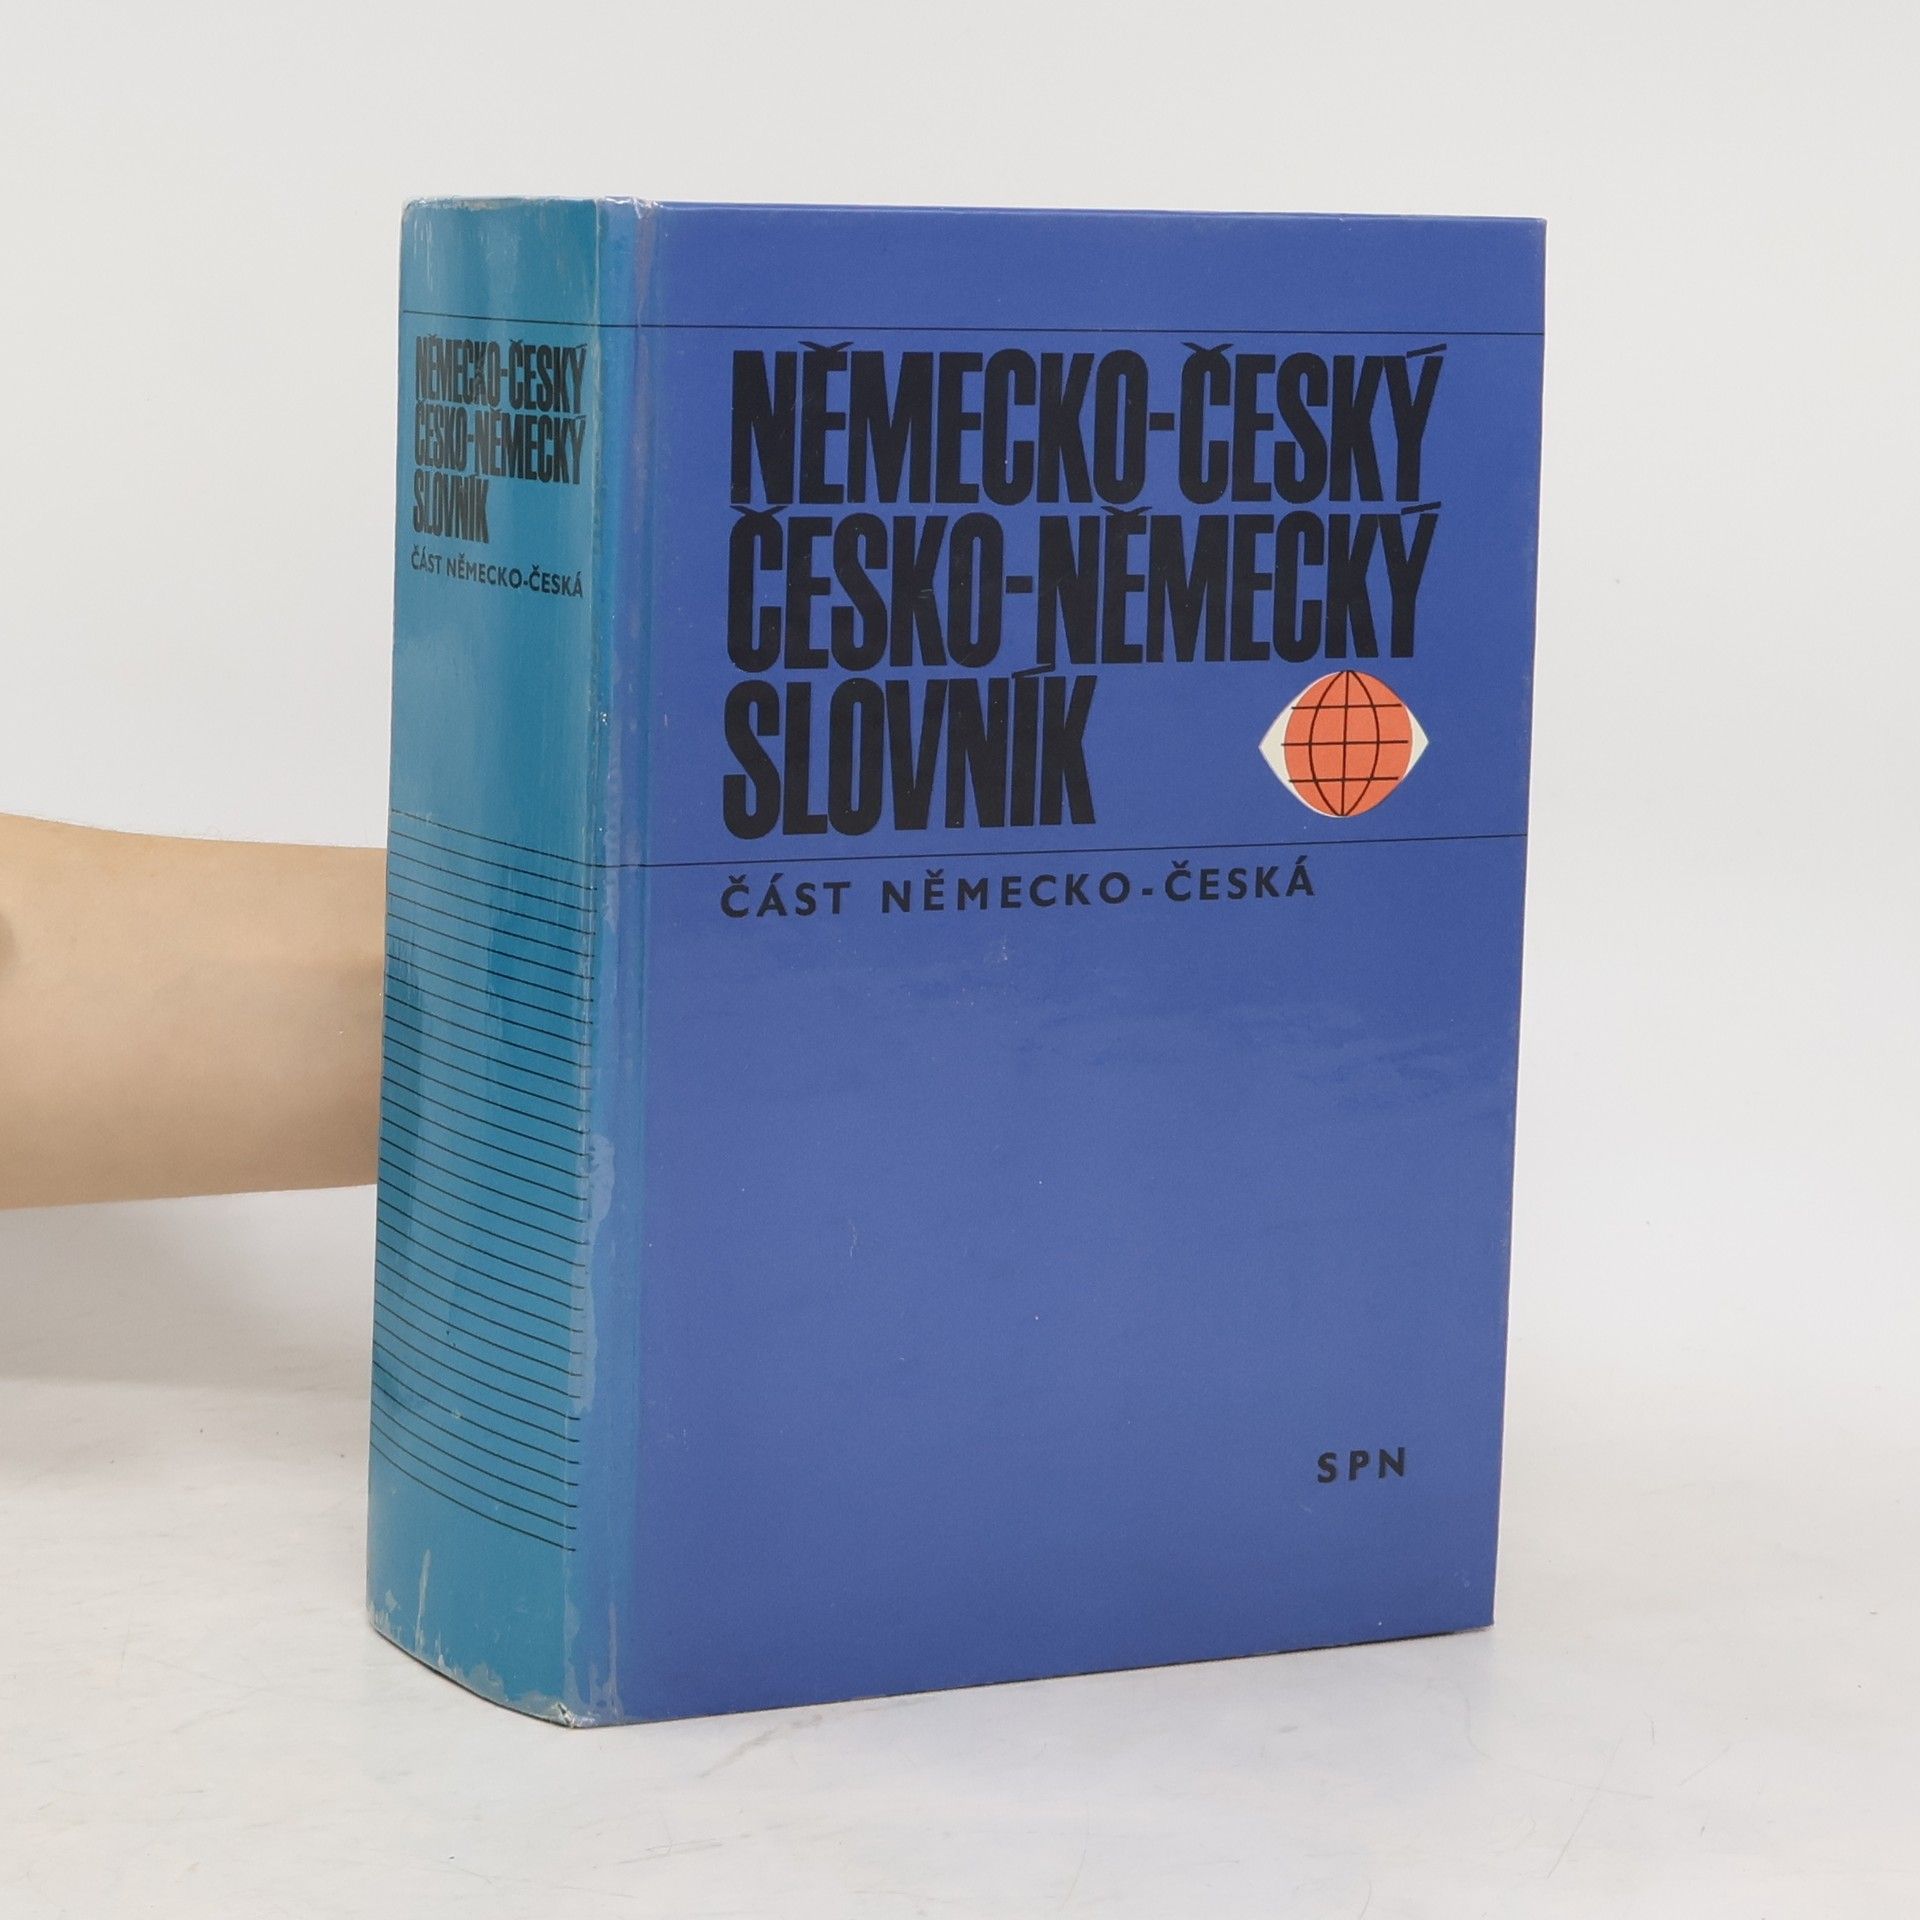 NĚMECKO-ČESKÝ
ČESKO-NĚMECKÝ
SLOVNÍK
ČÁST NĚMECKO-ČESKÁ
NĚMECKO-ČESKÝ
ČESKO-NĚMECKÝ
SLOVNÍK
ČÁST NĚMECKO-ČESKÁ
SPN